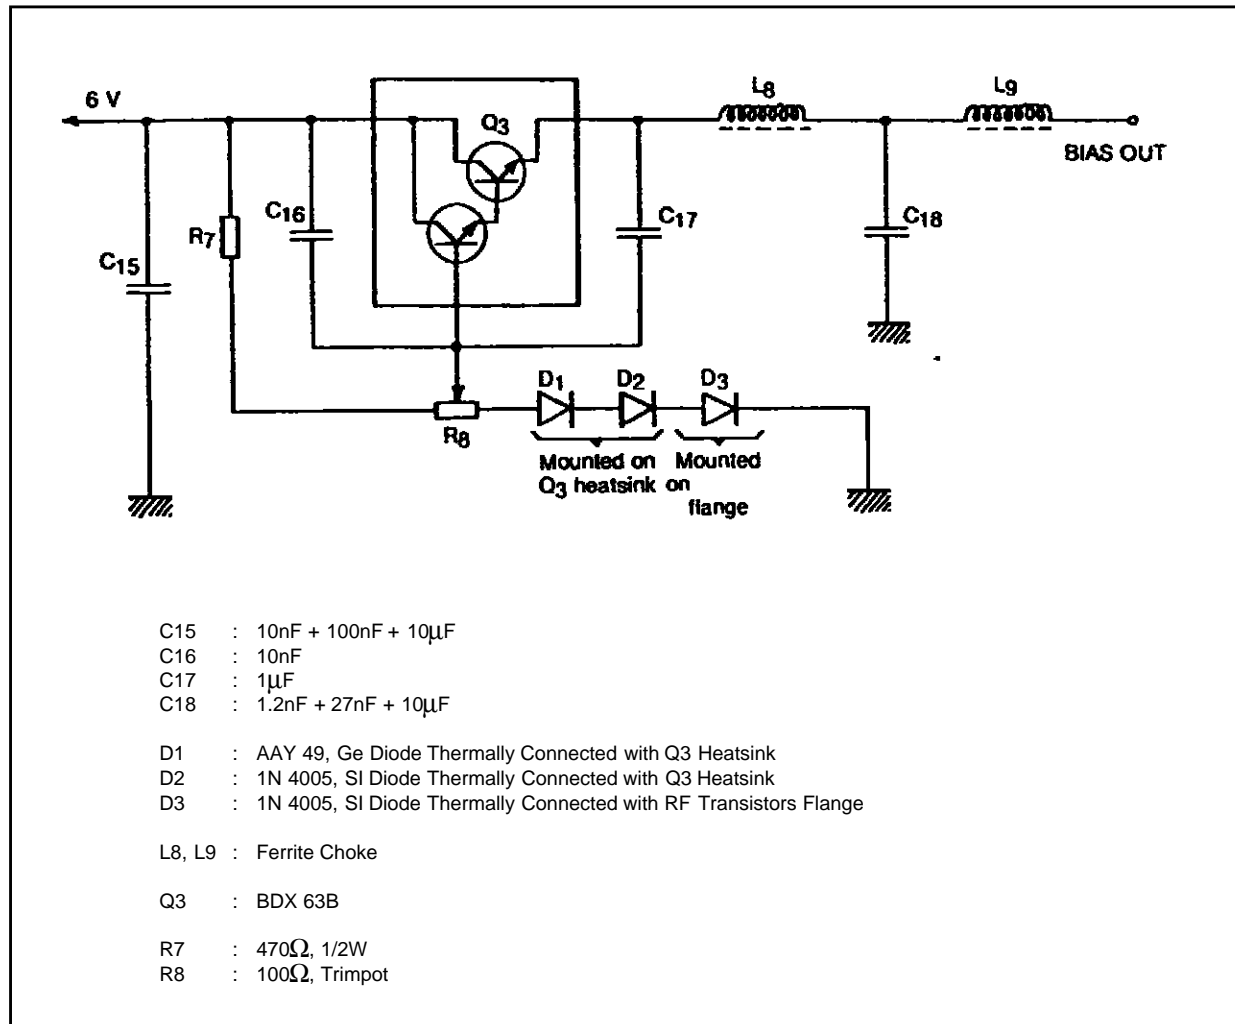 6 V
Q3
L8
L9
BIAS OUT
C16
C17
C18
R7
C15
D1
D2
D3
R8
Mounted on
Q3 heatsink
Mounted
on
flange
C15 : 10nF + 100nF + 10µF
C16 : 10nF
C17 : 1µF
C18 : 1.2nF + 27nF + 10µF
D1 : AAY 49, Ge Diode Thermally Connected with Q3 Heatsink
D2 : 1N 4005, SI Diode Thermally Connected with Q3 Heatsink
D3 : 1N 4005, SI Diode Thermally Connected with RF Transistors Flange
L8, L9 : Ferrite Choke
Q3 : BDX 63B
R7 : 470Ω, 1/2W
R8 : 100Ω, Trimpot